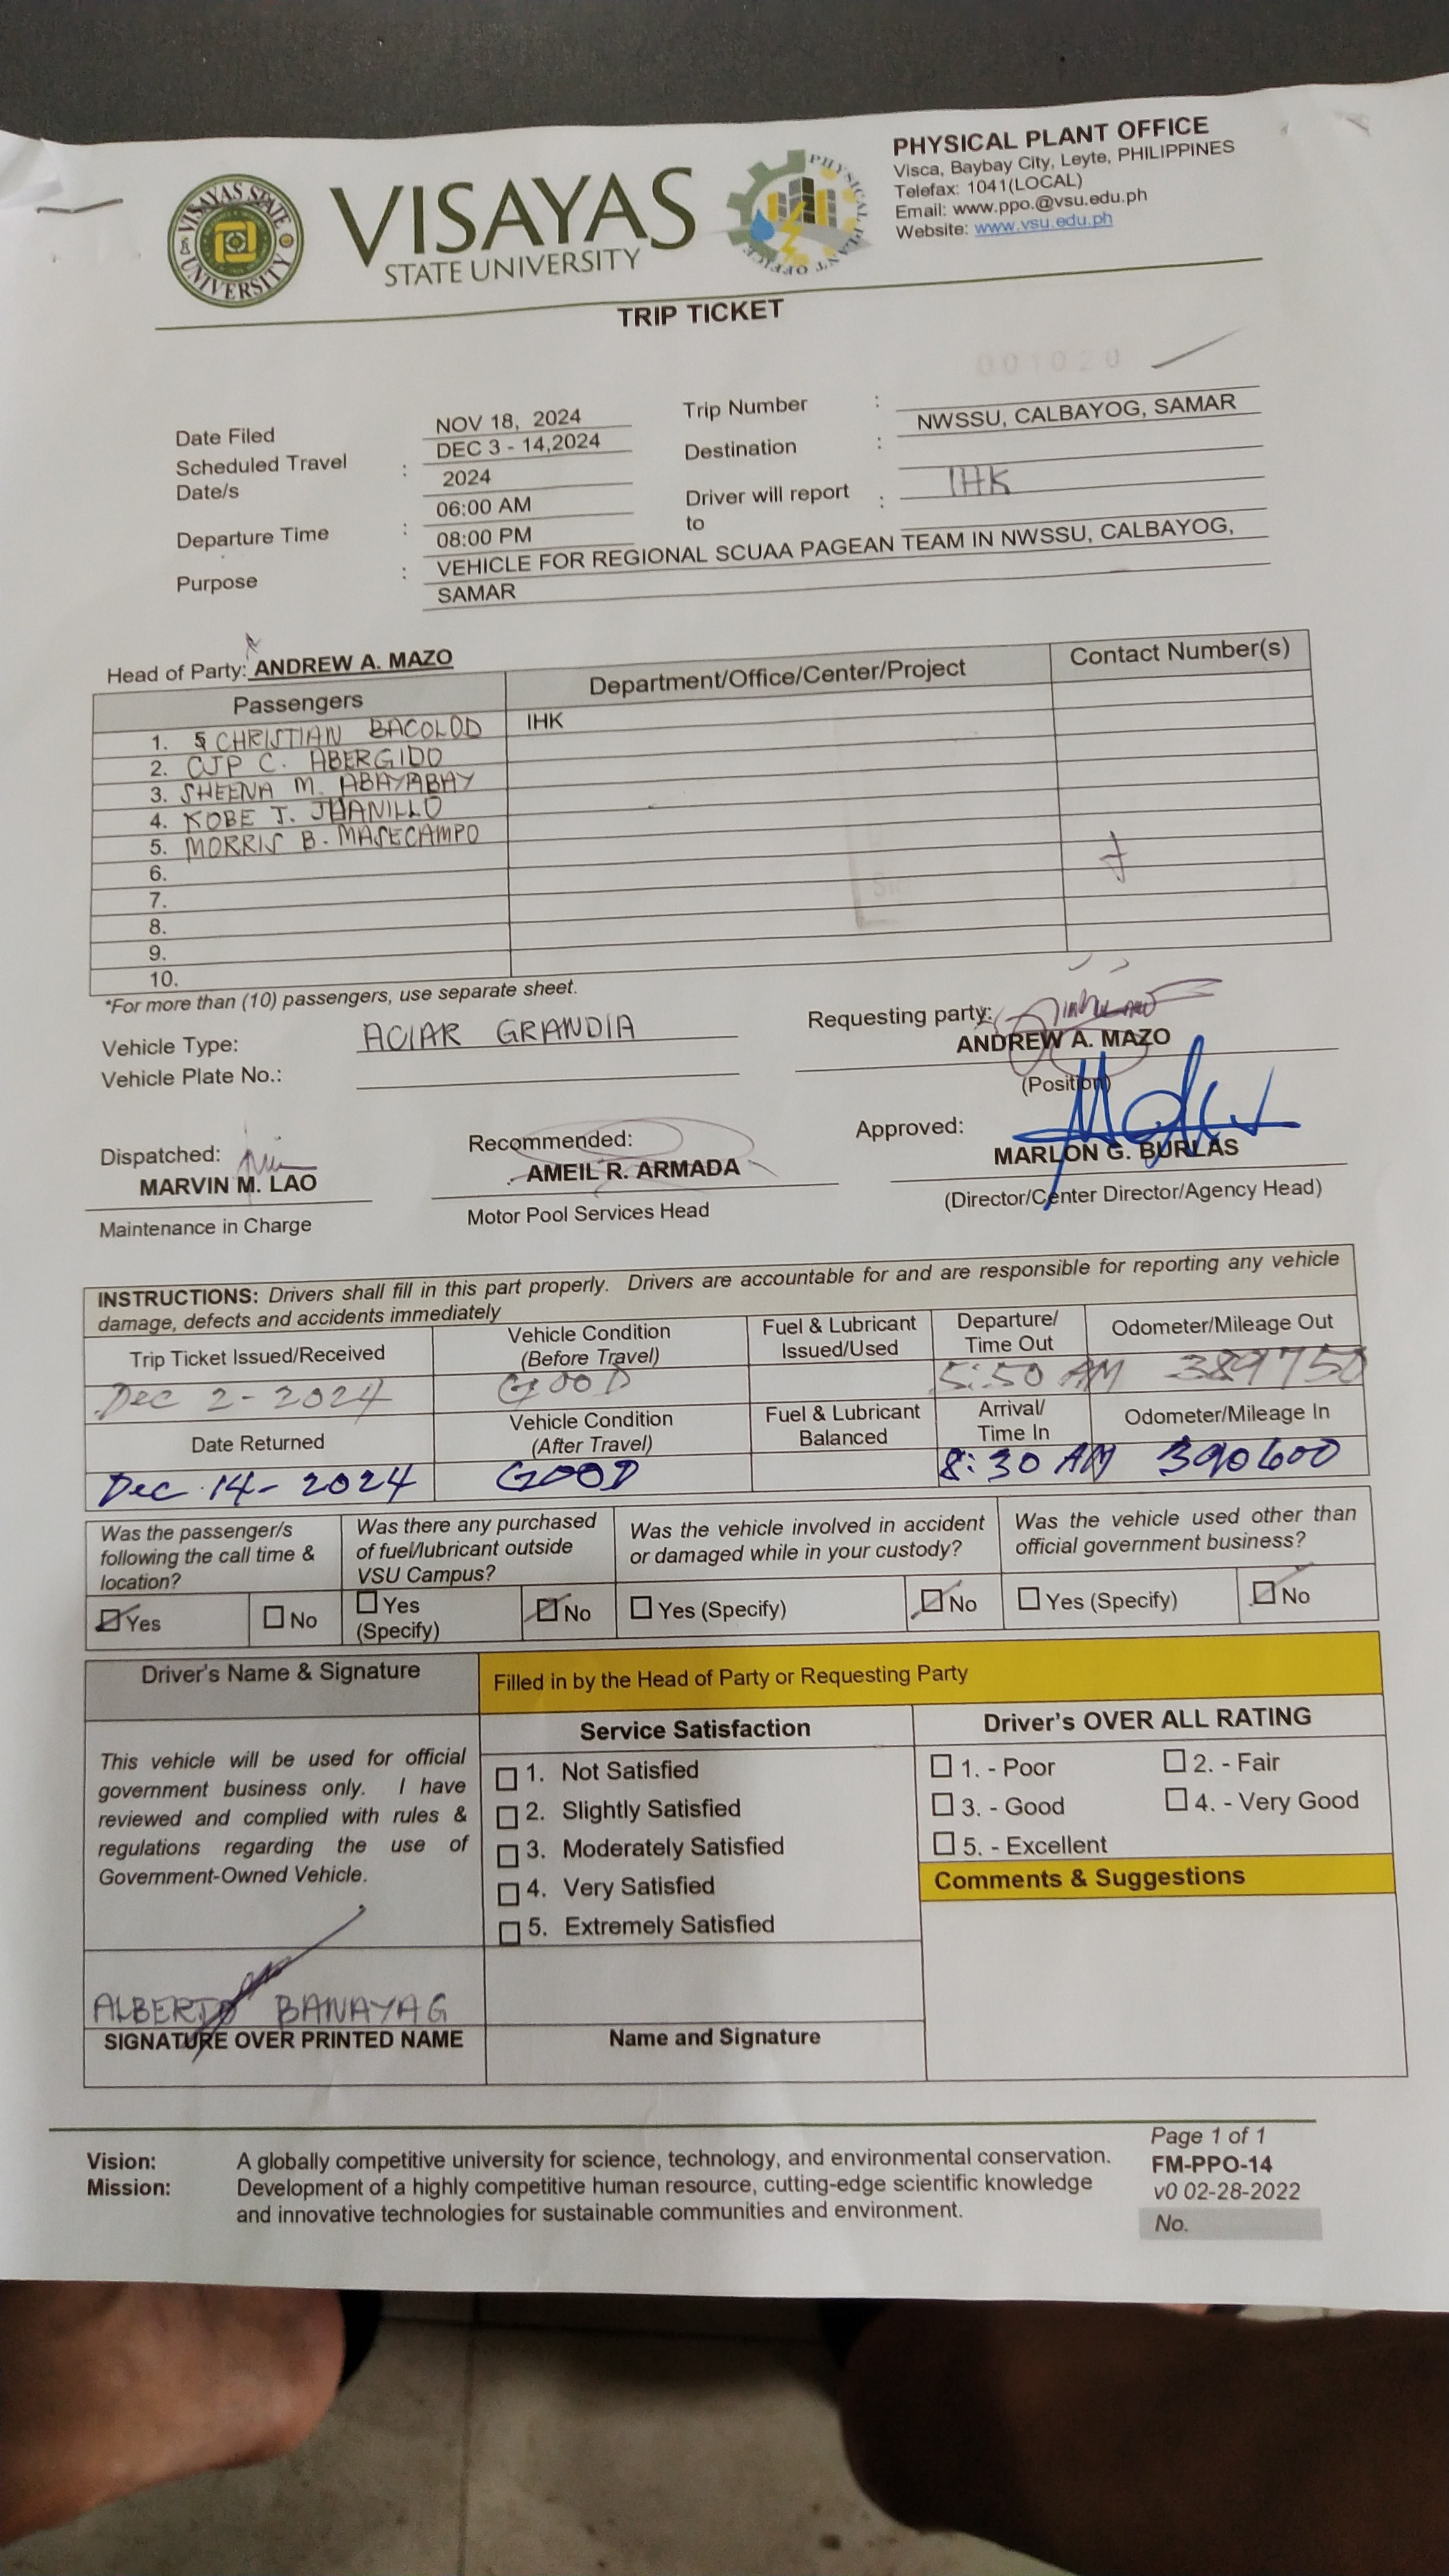 PHYSICAL PLANT OFFICE
Visca, Baybay City, Leyte, PHILIPPINES
Telefax: 1041(LOCAL)
Email: www.ppo.@vsu.edu.ph
Website: www.vsu.edu.ph
VISAYAS STATE UNIVERSITY
VISAYAS
STATE UNIVERSITY
PHYSICAL PLANT OFFICE
TRIP TICKET
001020
Date Filed NOV 18, 2024 Trip Number :
Scheduled Travel Date/s : DEC 3 - 14,2024 Destination : NWSSU, CALBAYOG, SAMAR
2024
Departure Time : 06:00 AM Driver will report to : IHK
08:00 PM
Purpose : VEHICLE FOR REGIONAL SCUAA PAGEAN TEAM IN NWSSU, CALBAYOG,
SAMAR
Head of Party: ANDREW A. MAZO
Passengers Department/Office/Center/Project Contact Number(s)
1. CHRISTIAN BACOLOD IHK
2. CJP C. ABERGIDO
3. SHEENA M. ABAYABAY
4. KOBE J. JUANILLO
5. MORRIS B. MASECAMPO
6.
7.
8.
9.
10.
*For more than (10) passengers, use separate sheet.
Vehicle Type: ACIAR GRANDIA Requesting party:
ANDREW A. MAZO
Vehicle Plate No.:
(Position)
Dispatched: Recommended: Approved:
MARVIN M. LAO AMEIL R. ARMADA MARLON G. BURLAS
Maintenance in Charge Motor Pool Services Head (Director/Center Director/Agency Head)
INSTRUCTIONS: Drivers shall fill in this part properly. Drivers are accountable for and are responsible for reporting any vehicle
damage, defects and accidents immediately
Trip Ticket Issued/Received Vehicle Condition (Before Travel) Fuel & Lubricant Issued/Used Departure/ Time Out Odometer/Mileage Out
Dec 2 - 2024 GOOD 5:50 AM 389750
Date Returned Vehicle Condition (After Travel) Fuel & Lubricant Balanced Arrival/ Time In Odometer/Mileage In
Dec 14 - 2024 GOOD 8:30 AM 390600
Was the passenger/s following the call time & location? Was there any purchased of fuel/lubricant outside VSU Campus? Was the vehicle involved in accident or damaged while in your custody? Was the vehicle used other than official government business?
Yes No Yes (Specify) No Yes (Specify) No Yes (Specify) No
Driver's Name & Signature Filled in by the Head of Party or Requesting Party
Service Satisfaction Driver's OVER ALL RATING
This vehicle will be used for official
government business only. I have
reviewed and complied with rules &
regulations regarding the use of
Government-Owned Vehicle.
1. Not Satisfied
2. Slightly Satisfied
3. Moderately Satisfied
4. Very Satisfied
5. Extremely Satisfied
1. - Poor 2. - Fair
3. - Good 4. - Very Good
5. - Excellent
Comments & Suggestions
ALBERTO BANAYAG
SIGNATURE OVER PRINTED NAME Name and Signature
Vision: A globally competitive university for science, technology, and environmental conservation.
Mission: Development of a highly competitive human resource, cutting-edge scientific knowledge
and innovative technologies for sustainable communities and environment.
Page 1 of 1
FM-PPO-14
v0 02-28-2022
No.